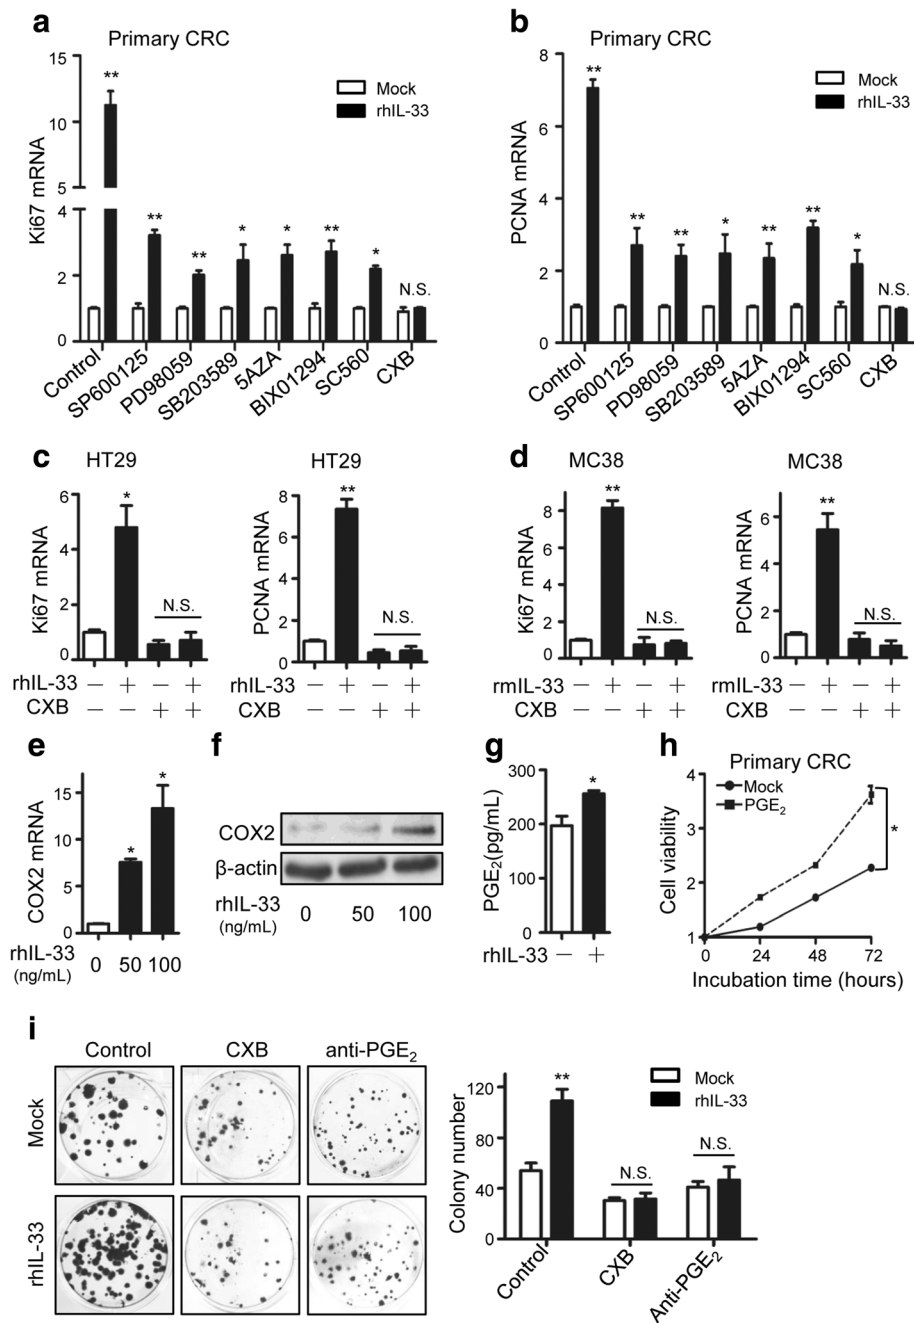 a
Primary CRC
15
10
5
4
2
0
Ki67 mRNA
**
**
**
*
*
**
*
N.S.
Mock
rhIL-33
Control
SP600125
PD98059
SB203589
5AZA
BIX01294
SC560
CXB
b
Primary CRC
8
6
4
2
0
PCNA mRNA
**
**
**
*
**
**
*
N.S.
Mock
rhIL-33
Control
SP600125
PD98059
SB203589
5AZA
BIX01294
SC560
CXB
c
HT29
6
4
2
0
Ki67 mRNA
*
N.S.
rhIL-33 — + — +
CXB — — + +
HT29
8
6
4
2
0
PCNA mRNA
**
N.S.
rhIL-33 — + — +
CXB — — + +
d
MC38
8
6
4
2
0
Ki67 mRNA
**
N.S.
rmIL-33 — + — +
CXB — — + +
MC38
6
4
2
0
PCNA mRNA
**
N.S.
rmIL-33 — + — +
CXB — — + +
e
15
10
5
0
COX2 mRNA
*
*
rhIL-33
(ng/mL)
0 50 100
f
COX2
β-actin
rhIL-33
(ng/mL)
0 50 100
g
300
200
100
0
PGE2(pg/mL)
*
rhIL-33 — +
h
Primary CRC
4
3
2
1
Cell viability
Mock
PGE2
*
0 24 48 72
Incubation time (hours)
i
Control CXB anti-PGE2
Mock
rhIL-33
120
80
40
0
Colony number
**
N.S.
N.S.
Mock
rhIL-33
Control
CXB
Anti-PGE2